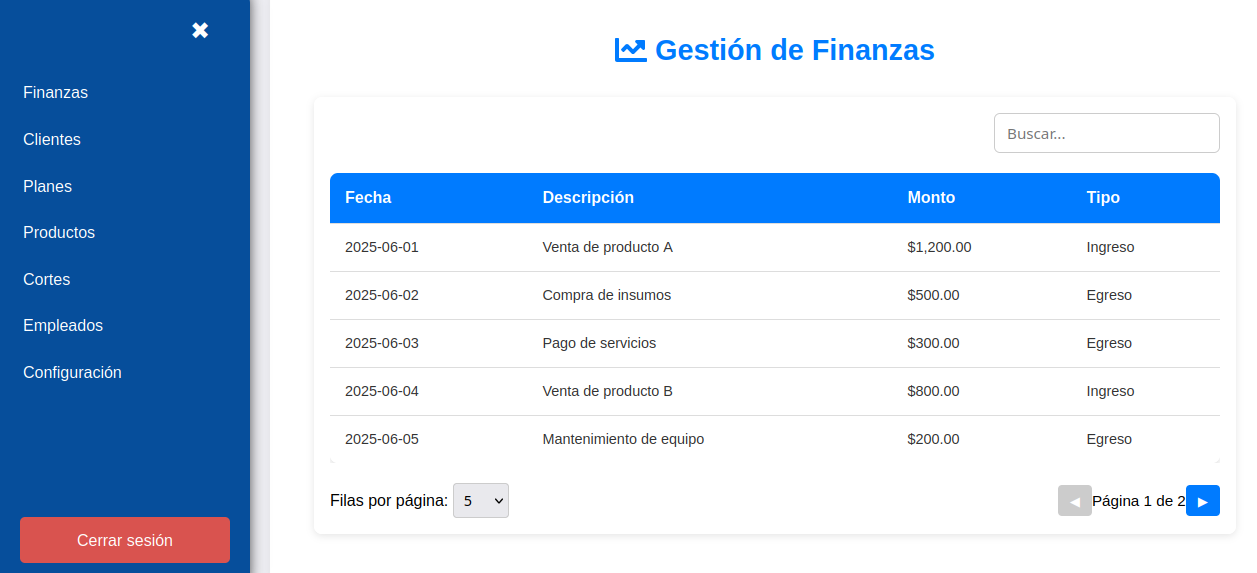 ✖
Finanzas
Clientes
Planes
Productos
Cortes
Empleados
Configuración
Cerrar sesión
Gestión de Finanzas
Buscar...
Fecha Descripción Monto Tipo
2025-06-01 Venta de producto A $1,200.00 Ingreso
2025-06-02 Compra de insumos $500.00 Egreso
2025-06-03 Pago de servicios $300.00 Egreso
2025-06-04 Venta de producto B $800.00 Ingreso
2025-06-05 Mantenimiento de equipo $200.00 Egreso
Filas por página: 5 ◀ Página 1 de 2 ▶